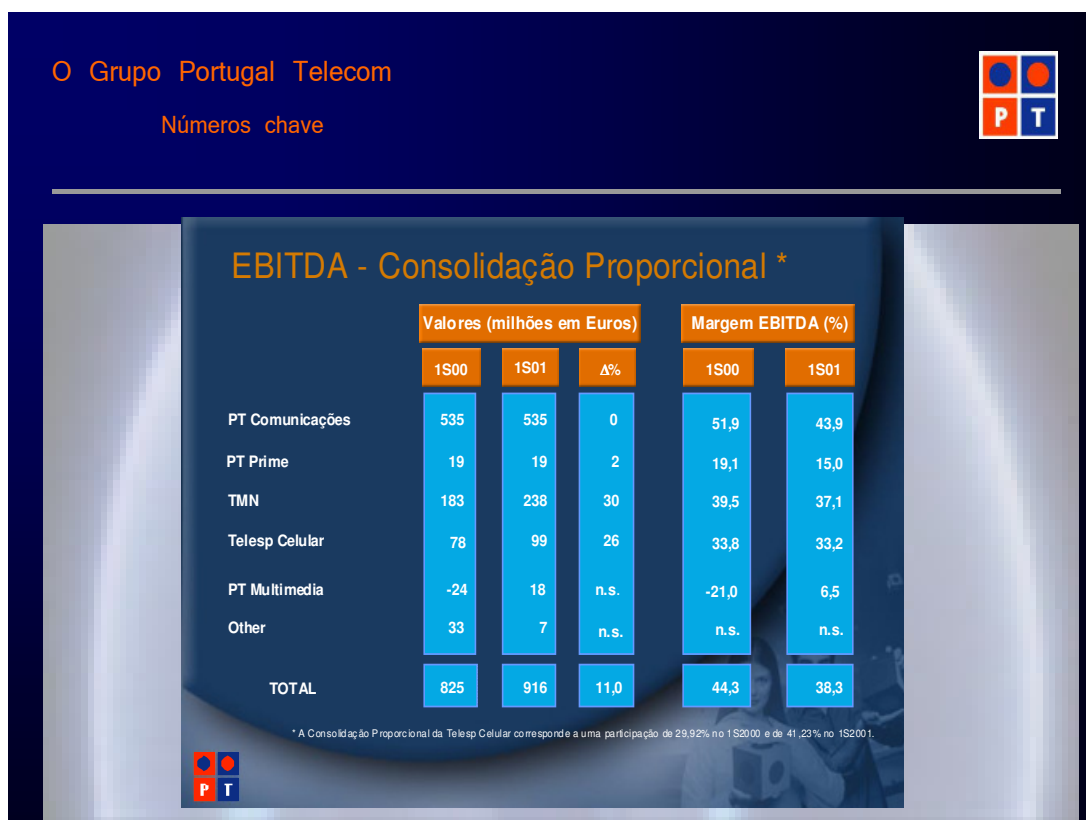 O Grupo Portugal Telecom
Números chave
P T
EBITDA - Consolidação Proporcional *
Valores (milhões em Euros) Margem EBITDA (%)
1S00 1S01 Δ% 1S00 1S01
PT Comunicações 535 535 0 51,9 43,9
PT Prime 19 19 2 19,1 15,0
TMN 183 238 30 39,5 37,1
Telesp Celular 78 99 26 33,8 33,2
PT Multimedia -24 18 n.s. -21,0 6,5
Other 33 7 n.s. n.s. n.s.
TOTAL 825 916 11,0 44,3 38,3
* A Consolidação Proporcional da Telesp Celular corresponde a uma participação de 29,92% no 1S2000 e de 41,23% no 1S2001.
P T